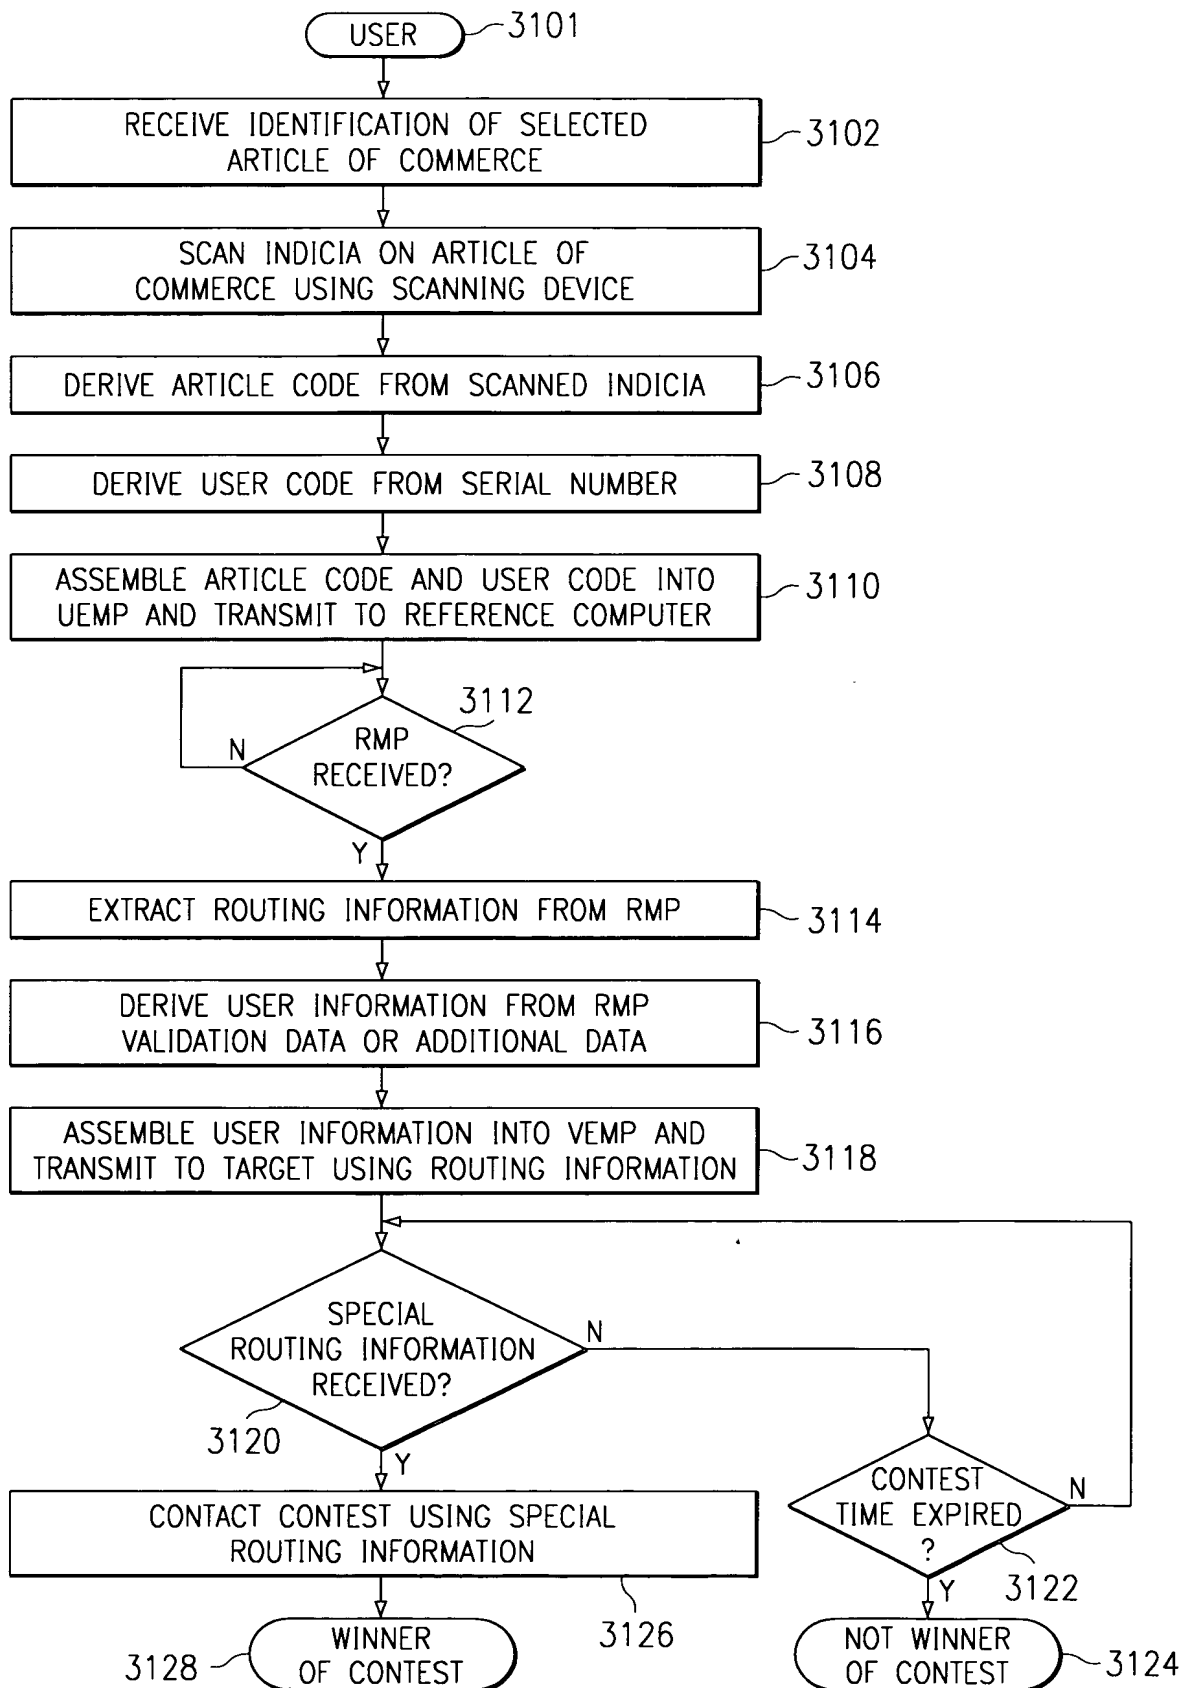 USER
3101
RECEIVE IDENTIFICATION OF SELECTED
ARTICLE OF COMMERCE
3102
SCAN INDICIA ON ARTICLE OF
COMMERCE USING SCANNING DEVICE
3104
DERIVE ARTICLE CODE FROM SCANNED INDICIA
3106
DERIVE USER CODE FROM SERIAL NUMBER
3108
ASSEMBLE ARTICLE CODE AND USER CODE INTO
UEMP AND TRANSMIT TO REFERENCE COMPUTER
3110
3112
RMP
RECEIVED?
N
Y
EXTRACT ROUTING INFORMATION FROM RMP
3114
DERIVE USER INFORMATION FROM RMP
VALIDATION DATA OR ADDITIONAL DATA
3116
ASSEMBLE USER INFORMATION INTO VEMP AND
TRANSMIT TO TARGET USING ROUTING INFORMATION
3118
SPECIAL
ROUTING INFORMATION
RECEIVED?
N
3120
Y
CONTEST
TIME EXPIRED
?
N
3122
Y
CONTACT CONTEST USING SPECIAL
ROUTING INFORMATION
3126
WINNER
OF CONTEST
3128
NOT WINNER
OF CONTEST
3124